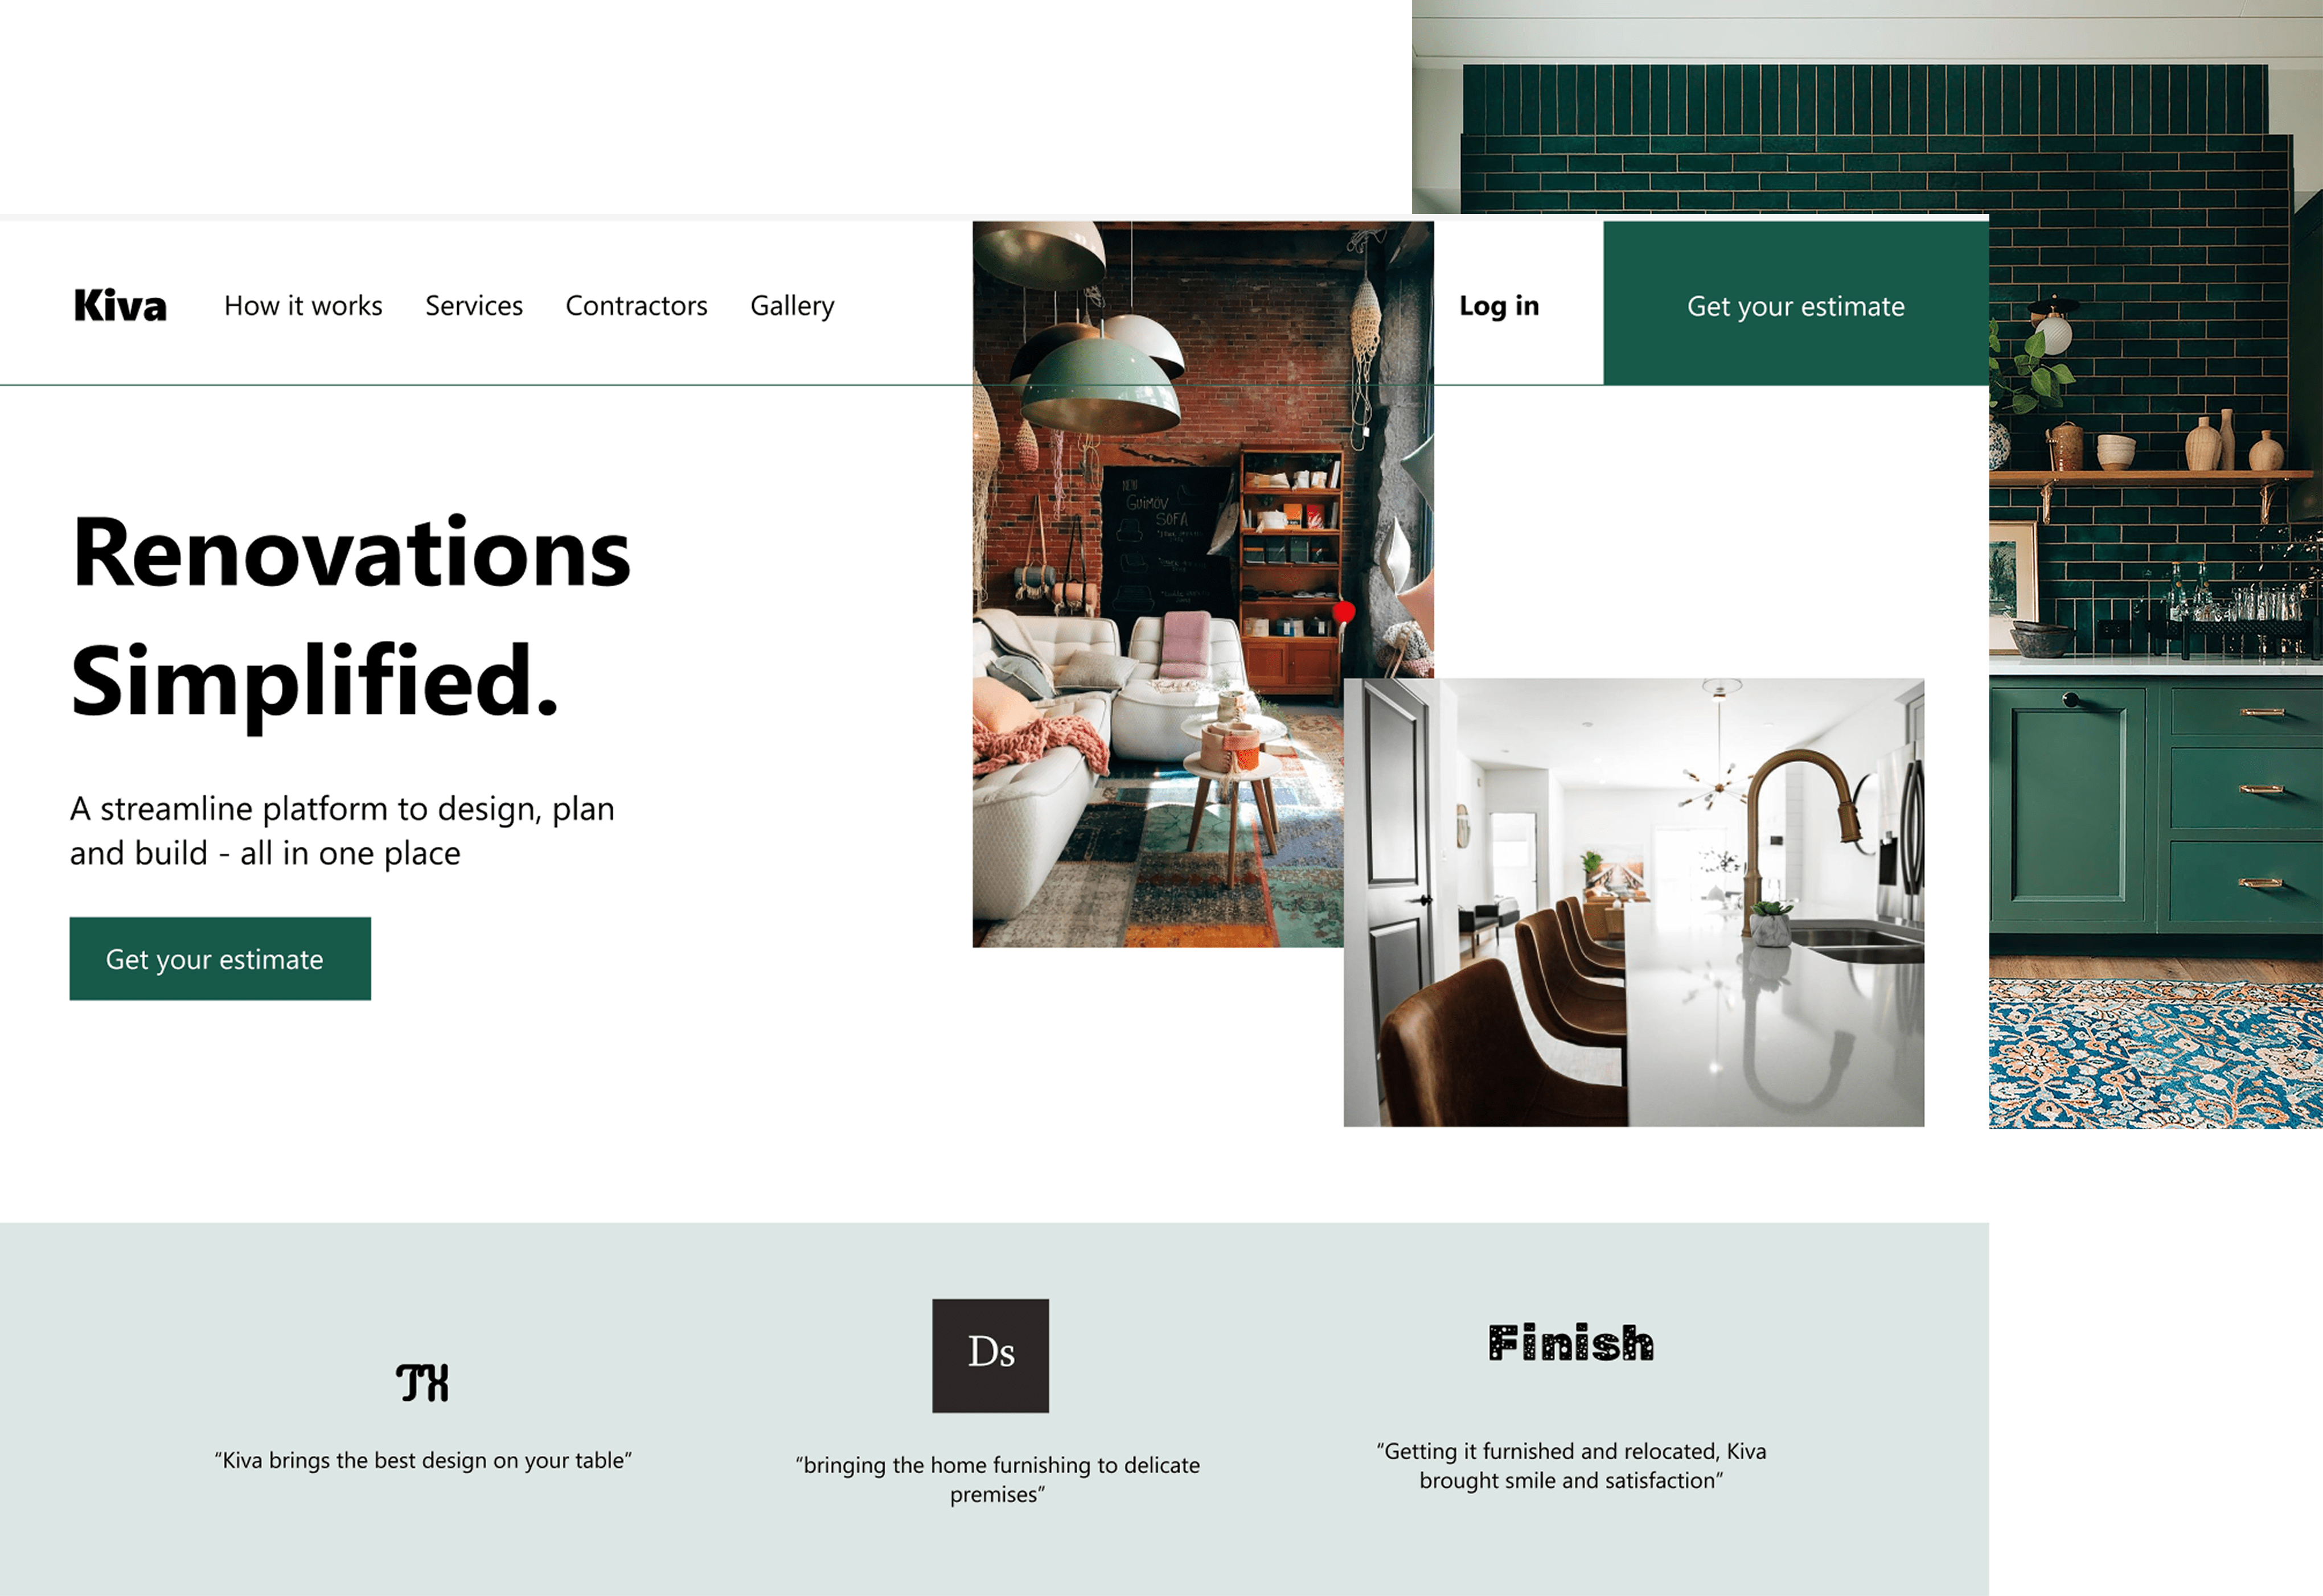 Kiva
How it works
Services
Contractors
Gallery
Log in
Get your estimate
NEW
GUIMOV
SOFA
Renovations
Simplified.
A streamline platform to design, plan
and build - all in one place
Get your estimate
TX
“Kiva brings the best design on your table”
Ds
“bringing the home furnishing to delicate
premises”
Finish
“Getting it furnished and relocated, Kiva
brought smile and satisfaction”